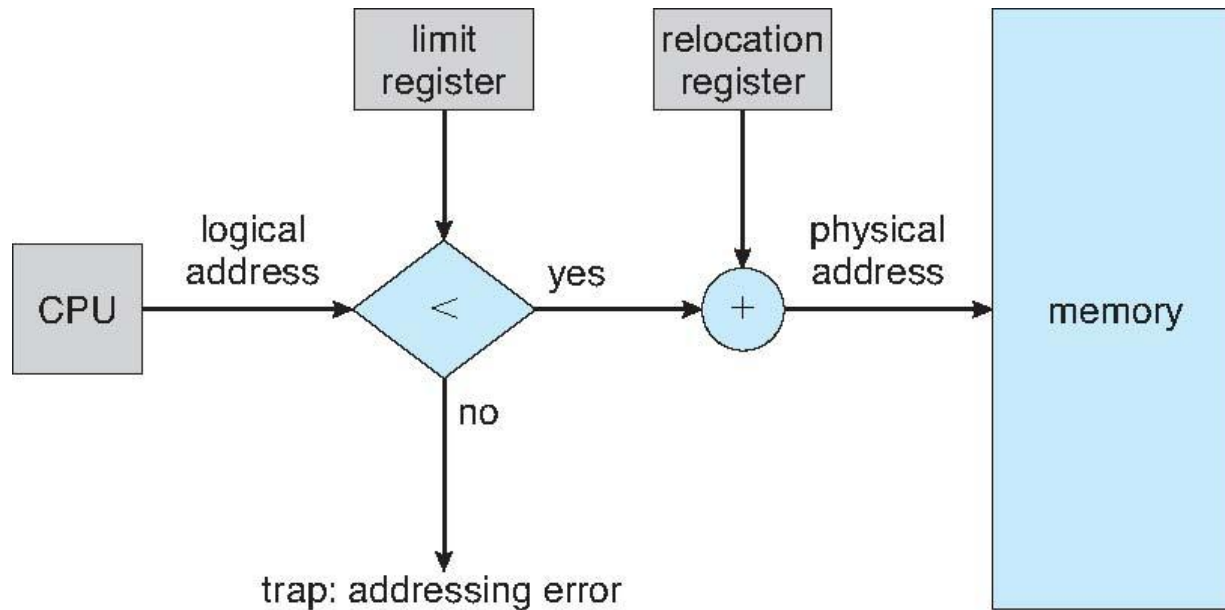 limit
register
relocation
register
logical
address
physical
address
CPU
<
yes
+
memory
no
trap: addressing error